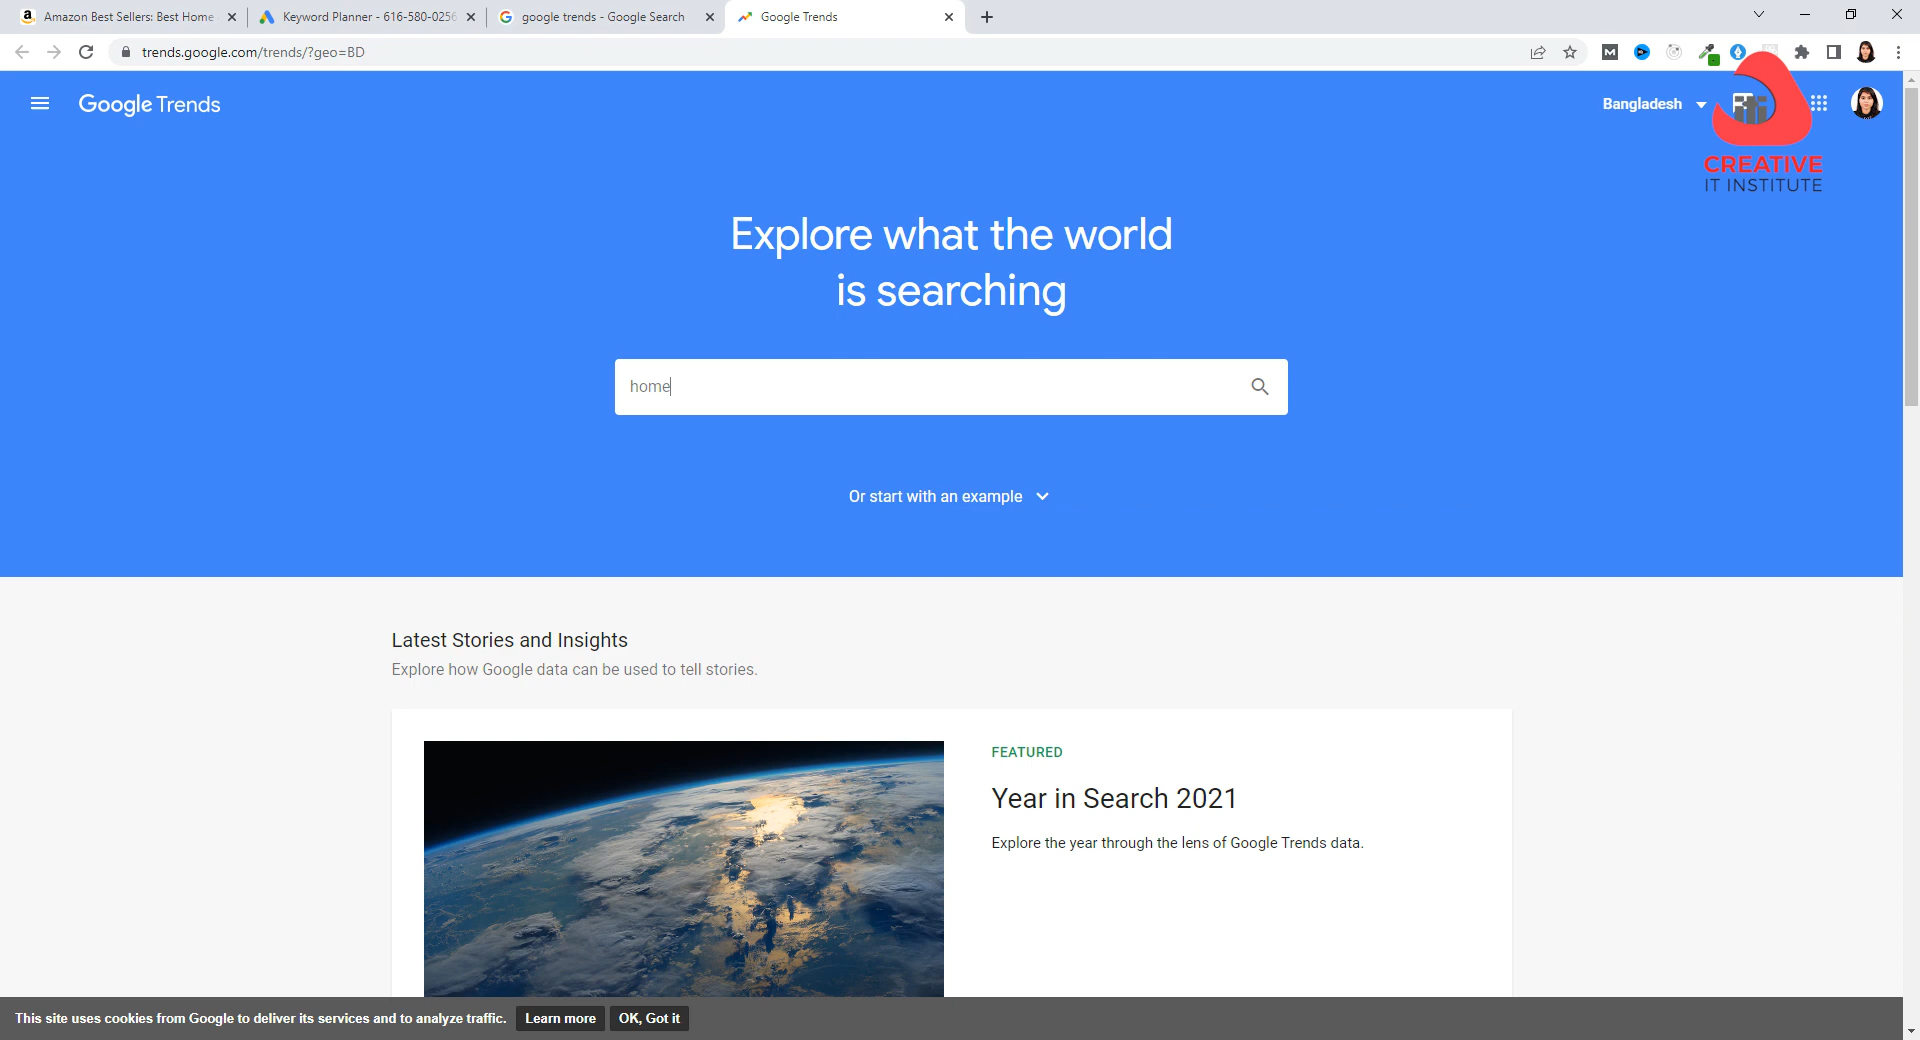 Amazon Best Sellers: Best Home
Keyword Planner - 616-580-0256
google trends - Google Search
Google Trends
trends.google.com/trends/?geo=BD
Google Trends
Bangladesh
CREATIVE
IT INSTITUTE
Explore what the world
is searching
home
Or start with an example
Latest Stories and Insights
Explore how Google data can be used to tell stories.
FEATURED
Year in Search 2021
Explore the year through the lens of Google Trends data.
This site uses cookies from Google to deliver its services and to analyze traffic. Learn more OK, Got it